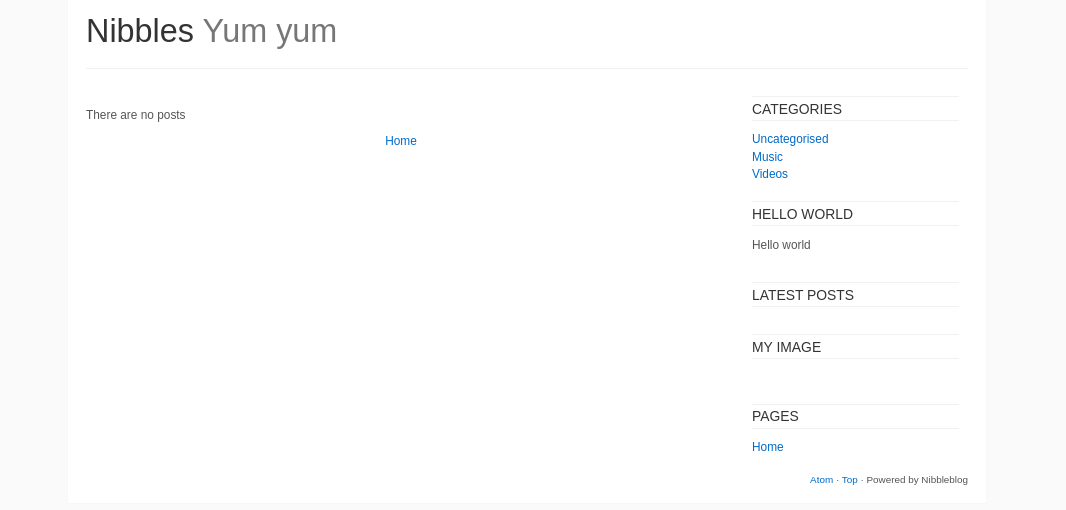 Nibbles Yum yum
There are no posts
Home
CATEGORIES
Uncategorised
Music
Videos
HELLO WORLD
Hello world
LATEST POSTS
MY IMAGE
PAGES
Home
Atom · Top · Powered by Nibbleblog